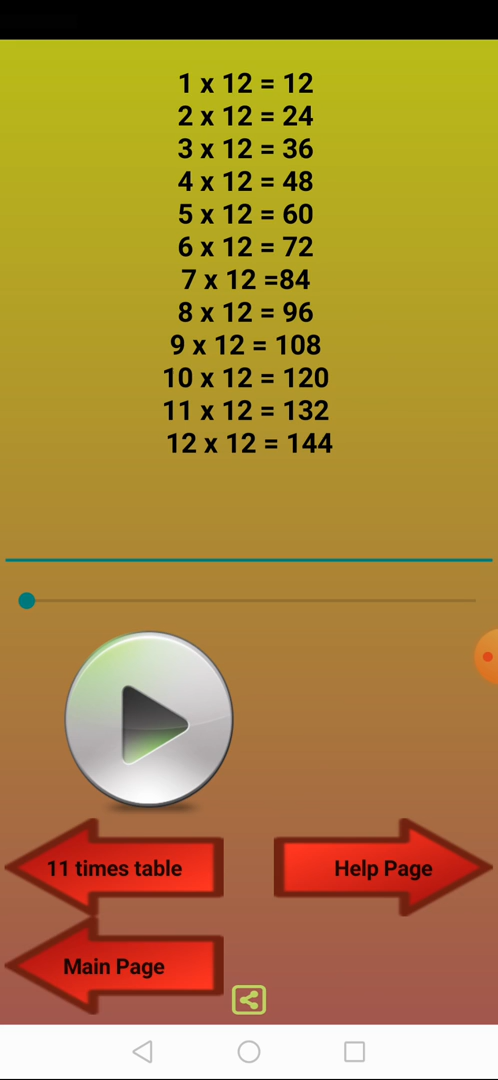 1 x 12 = 12
2 x 12 = 24
3 x 12 = 36
4 x 12 = 48
5 x 12 = 60
6 x 12 = 72
7 x 12 =84
8 x 12 = 96
9 x 12 = 108
10 x 12 = 120
11 x 12 = 132
12 x 12 = 144
11 times table
Help Page
Main Page